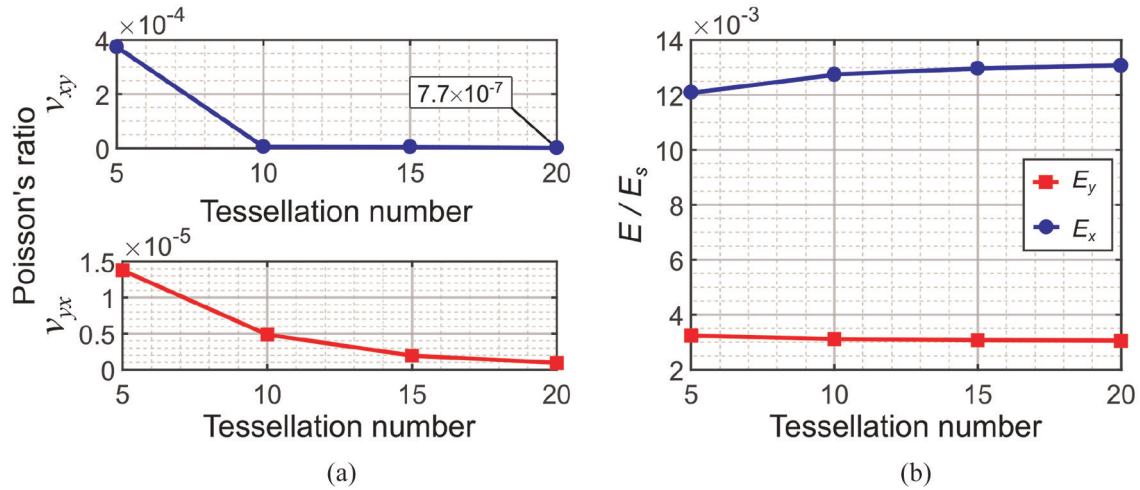 ×10⁻⁴
4
2
0
ν_xy
7.7×10⁻⁷
5 10 15 20
Tessellation number
Poisson's ratio
×10⁻⁵
1.5
1
0.5
0
ν_yx
5 10 15 20
Tessellation number
(a)
×10⁻³
14
12
10
8
6
4
2
E / E_s
E_y
E_x
5 10 15 20
Tessellation number
(b)